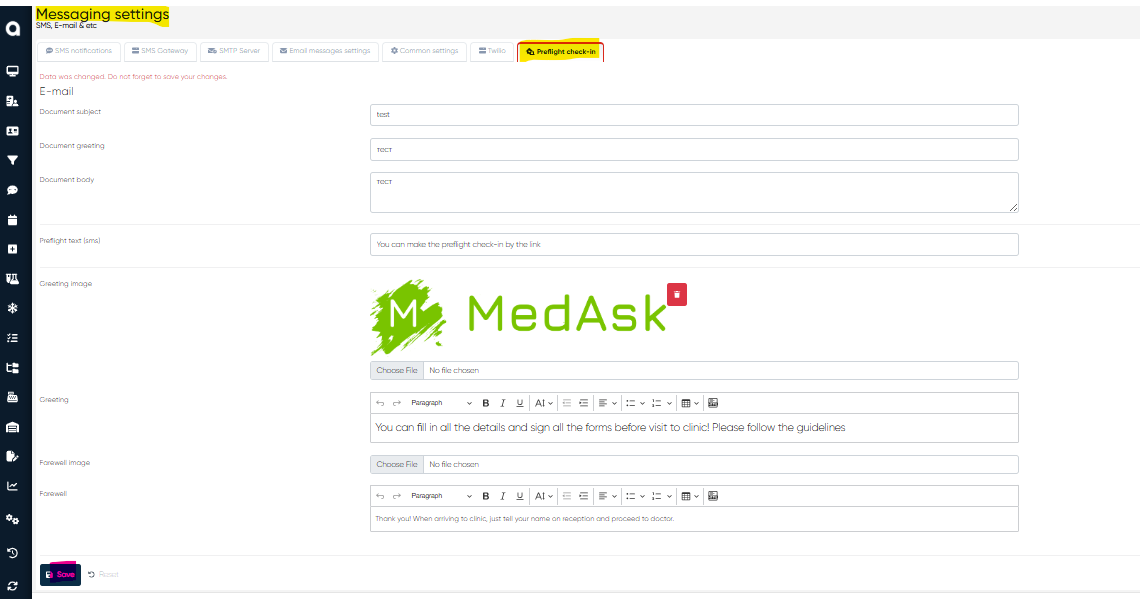 Messaging settings
SMS, E-mail & etc
SMS notifications
SMS Gateway
SMTP Server
Email messages settings
Common settings
Twilio
Preflight check-in
Data was changed. Do not forget to save your changes.
E-mail
Document subject
test
Document greeting
тест
Document body
тест
Preflight text (sms)
You can make the preflight check-in by the link
Greeting image
M MedAsk
Choose File No file chosen
Greeting
Paragraph B I U A
You can fill in all the details and sign all the forms before visit to clinic! Please follow the guidelines
Farewell image
Choose File No file chosen
Farewell
Paragraph B I U A
Thank you! When arriving to clinic, just tell your name on reception and proceed to doctor.
Save Reset